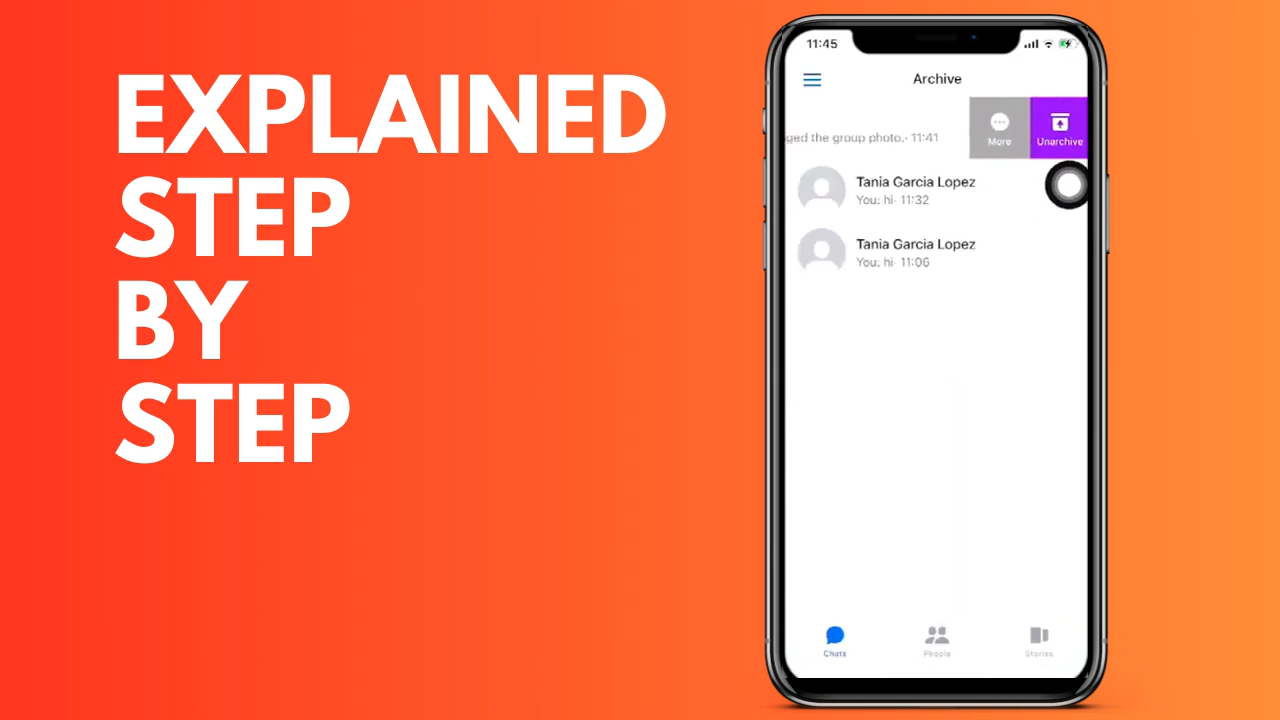 EXPLAINED
STEP
BY
STEP
11:45
Archive
ged the group photo.· 11:41
More
Unarchive
Tania Garcia Lopez
You: hi· 11:32
Tania Garcia Lopez
You: hi· 11:06
Chats
People
Stories